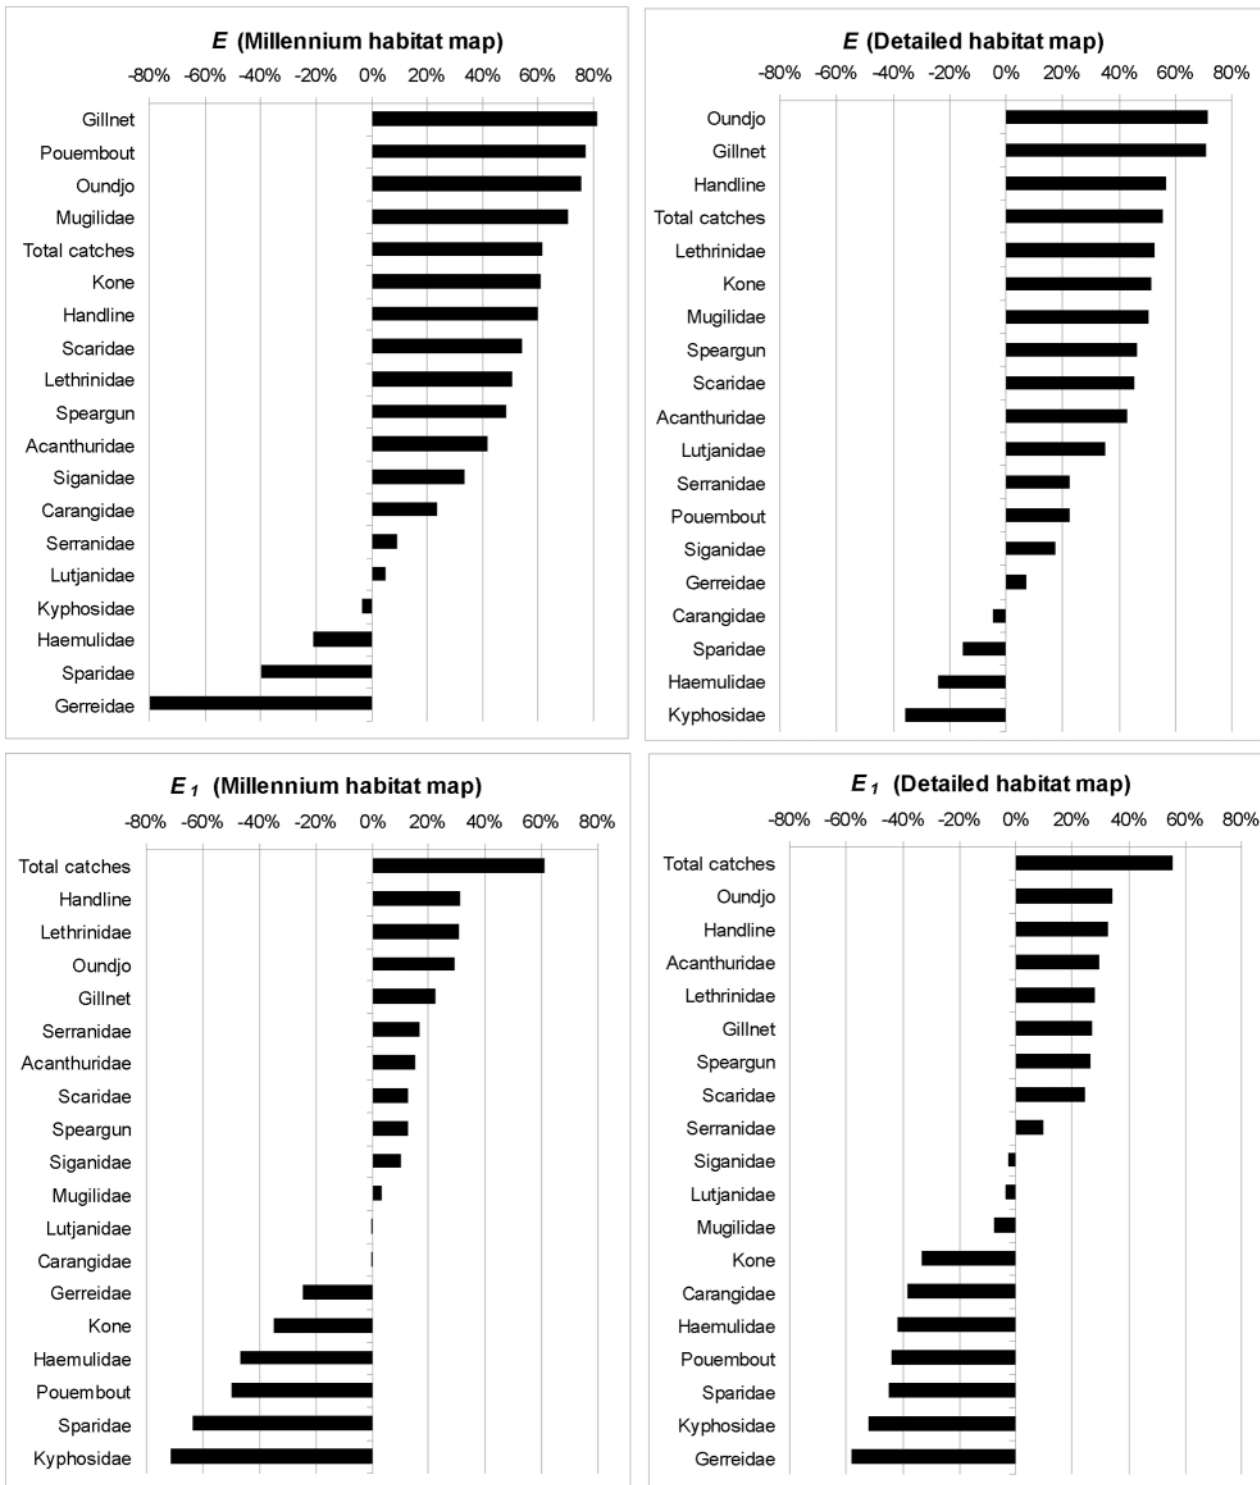 E (Millennium habitat map)
-80% -60% -40% -20% 0% 20% 40% 60% 80%
Gillnet
Pouembout
Oundjo
Mugilidae
Total catches
Kone
Handline
Scaridae
Lethrinidae
Speargun
Acanthuridae
Siganidae
Carangidae
Serranidae
Lutjanidae
Kyphosidae
Haemulidae
Sparidae
Gerreidae
E (Detailed habitat map)
-80% -60% -40% -20% 0% 20% 40% 60% 80%
Oundjo
Gillnet
Handline
Total catches
Lethrinidae
Kone
Mugilidae
Speargun
Scaridae
Acanthuridae
Lutjanidae
Serranidae
Pouembout
Siganidae
Gerreidae
Carangidae
Sparidae
Haemulidae
Kyphosidae
E 1 (Millennium habitat map)
-80% -60% -40% -20% 0% 20% 40% 60% 80%
Total catches
Handline
Lethrinidae
Oundjo
Gillnet
Serranidae
Acanthuridae
Scaridae
Speargun
Siganidae
Mugilidae
Lutjanidae
Carangidae
Gerreidae
Kone
Haemulidae
Pouembout
Sparidae
Kyphosidae
E 1 (Detailed habitat map)
-80% -60% -40% -20% 0% 20% 40% 60% 80%
Total catches
Oundjo
Handline
Acanthuridae
Lethrinidae
Gillnet
Speargun
Scaridae
Serranidae
Siganidae
Lutjanidae
Mugilidae
Kone
Carangidae
Haemulidae
Pouembout
Sparidae
Kyphosidae
Gerreidae